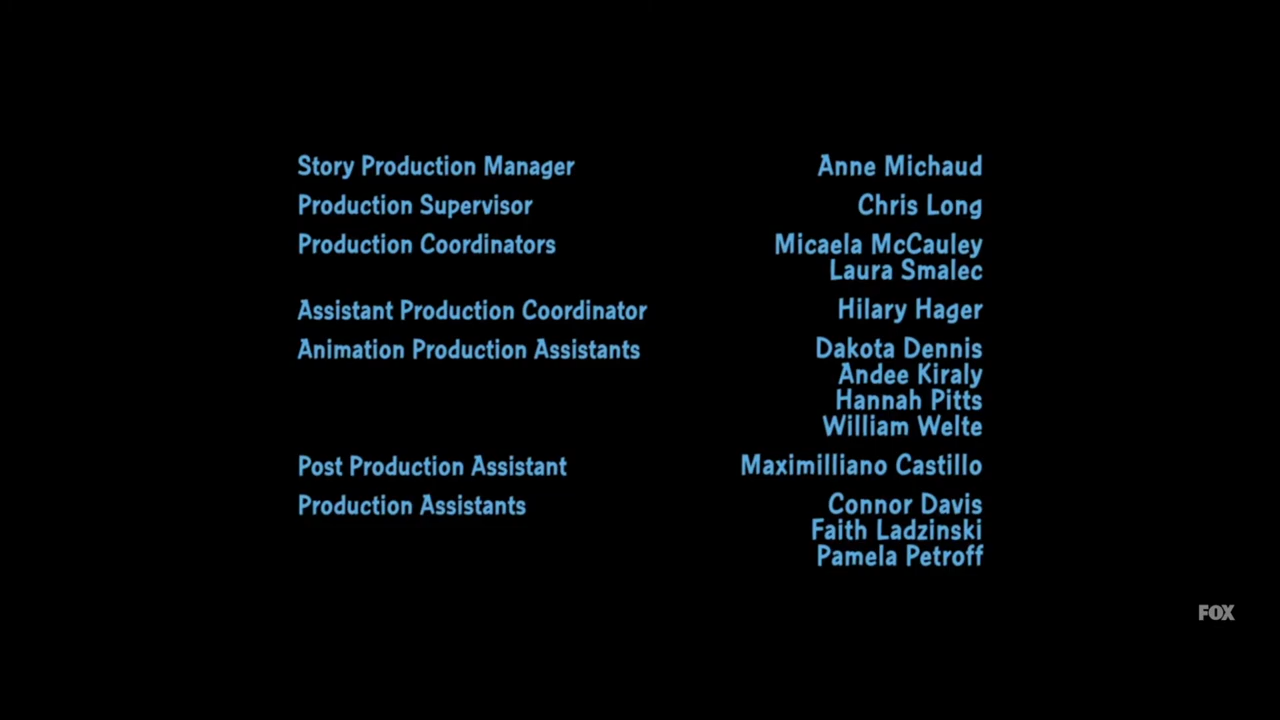 Story Production Manager Anne Michaud
Production Supervisor Chris Long
Production Coordinators Micaela McCauley
Laura Smalec
Assistant Production Coordinator Hilary Hager
Animation Production Assistants Dakota Dennis
Andee Kiraly
Hannah Pitts
William Welte
Post Production Assistant Maximilliano Castillo
Production Assistants Connor Davis
Faith Ladzinski
Pamela Petroff
FOX